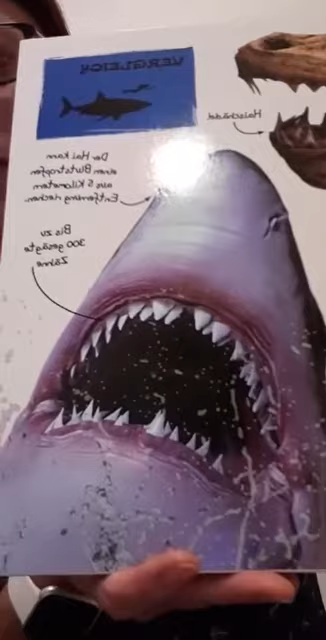 VERGLEICH
Haischädel
Der Hai kann
einen Blutstropfen
aus 5 Kilometern
Entfernung riechen.
Bis zu
300 gesägte
Zähne